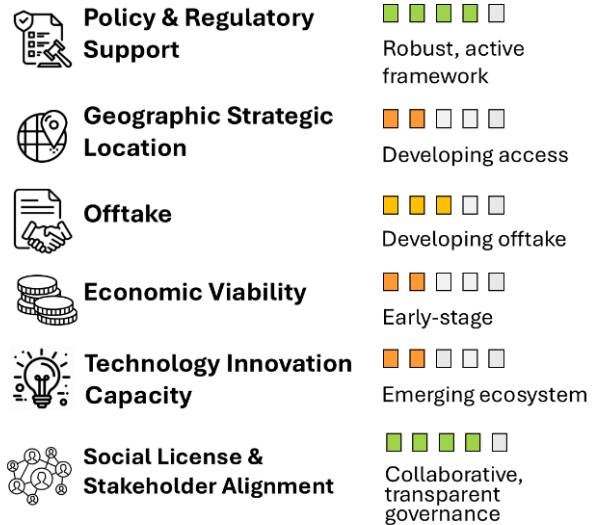 Policy & Regulatory
Support
Robust, active
framework
Geographic Strategic
Location
Developing access
Offtake
Developing offtake
Economic Viability
Early-stage
Technology Innovation
Capacity
Emerging ecosystem
Social License &
Stakeholder Alignment
Collaborative,
transparent
governance